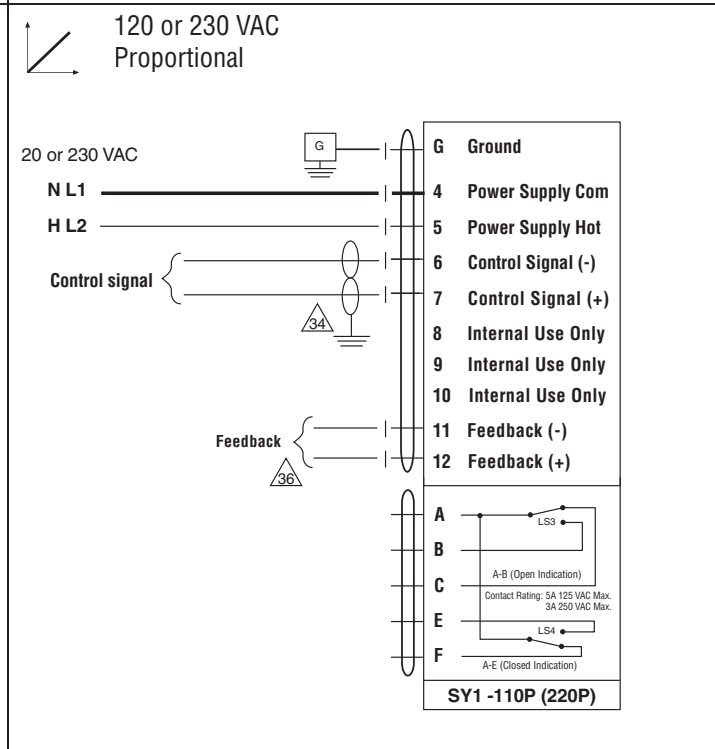 120 or 230 VAC
Proportional
20 or 230 VAC
G
G Ground
N L1
4 Power Supply Com
H L2
5 Power Supply Hot
Control signal
6 Control Signal (-)
7 Control Signal (+)
34
8 Internal Use Only
9 Internal Use Only
10 Internal Use Only
Feedback
11 Feedback (-)
12 Feedback (+)
36
A
LS3
B
A-B (Open Indication)
C
Contact Rating: 5A 125 VAC Max.
3A 250 VAC Max.
E
LS4
F
A-E (Closed Indication)
SY1 -110P (220P)